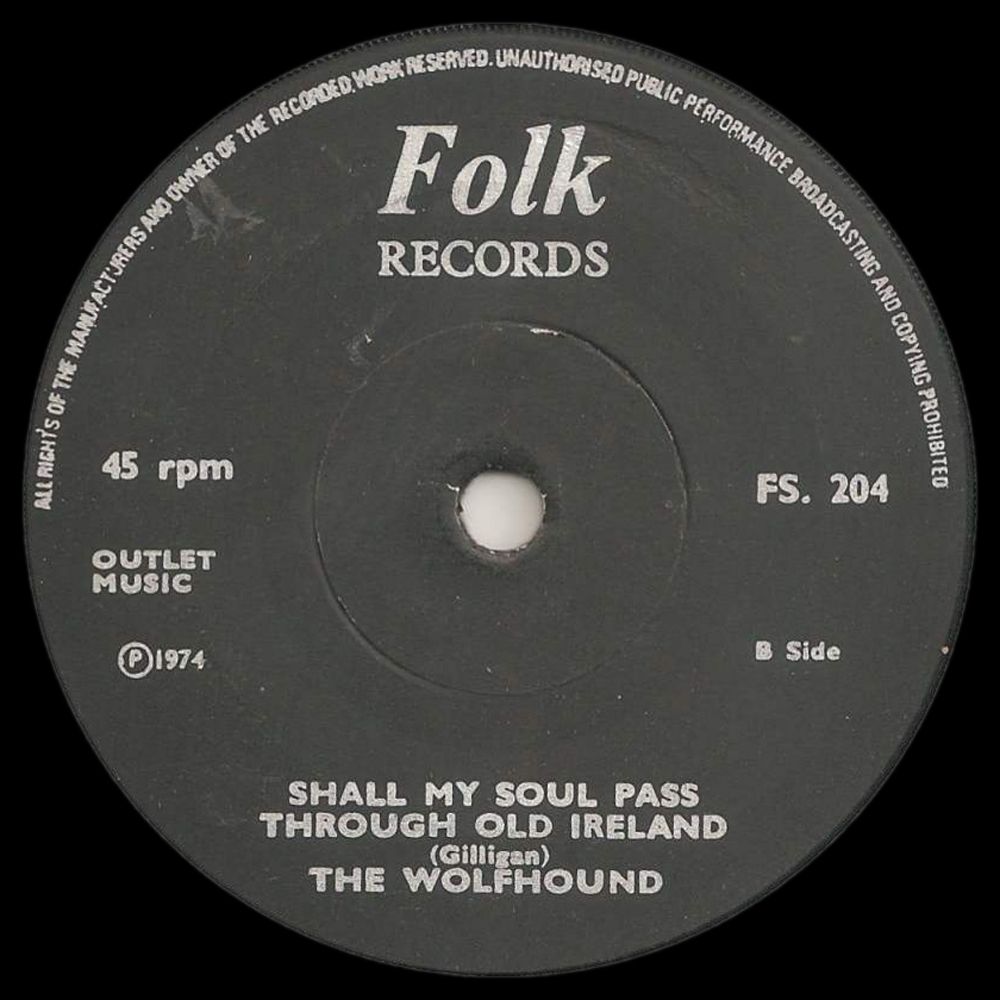 ALL RIGHTS OF THE MANUFACTURERS AND OWNER OF THE RECORDED WORK RESERVED. UNAUTHORISED PUBLIC PERFORMANCE BROADCASTING AND COPYING PROHIBITED
Folk
RECORDS
45 rpm
FS. 204
OUTLET
MUSIC
Ⓟ1974
B Side
SHALL MY SOUL PASS
THROUGH OLD IRELAND
(Gilligan)
THE WOLFHOUND